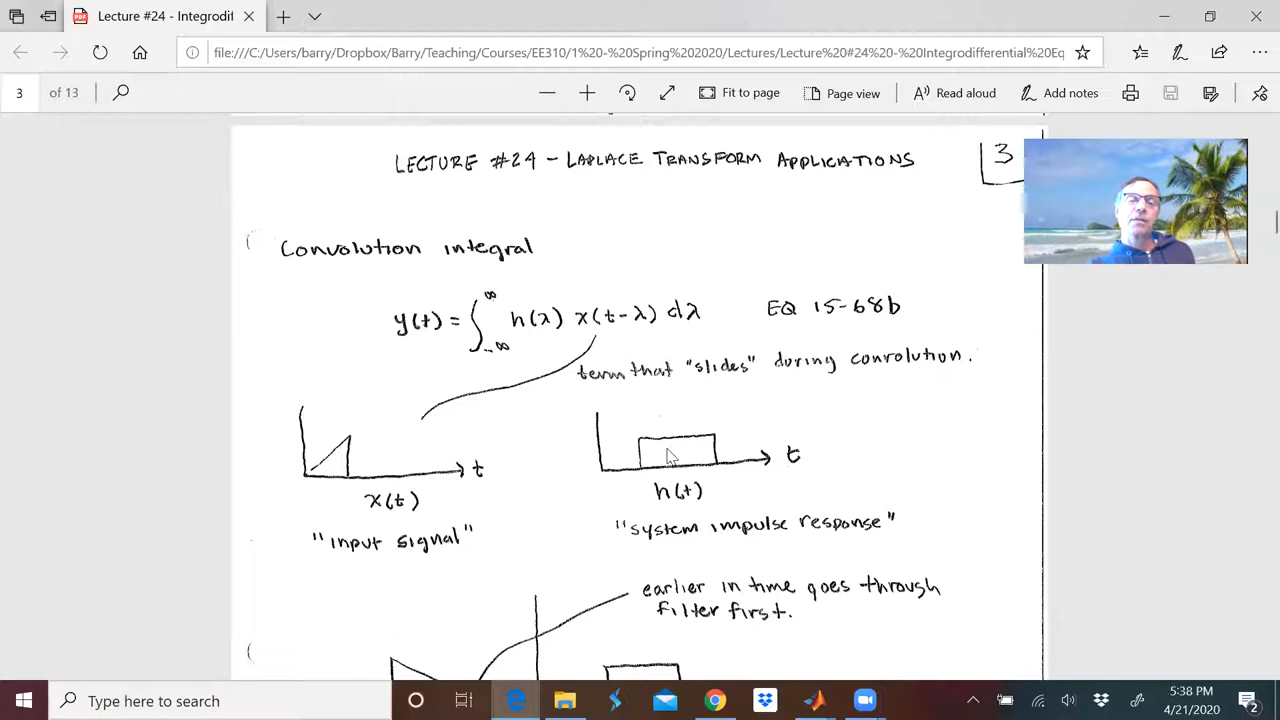 Lecture #24 - Integrodif
file:///C:/Users/barry/Dropbox/Barry/Teaching/Courses/EE310/1%20-%20Spring%202020/Lectures/Lecture%20#24%20-%20Integrodifferential%20Eq
3 of 13
Fit to page
Page view
Read aloud
Add notes
LECTURE #24 - LAPLACE TRANSFORM APPLICATIONS
3
Convolution integral
y(t) = ∫_{-∞}^{∞} h(λ) x(t-λ) dλ EQ 15-68b
term that "slides" during convolution.
t
t
x(t)
h(t)
"input signal"
"system impulse response"
earlier in time goes through
filter first.
Type here to search
5:38 PM
4/21/2020
2